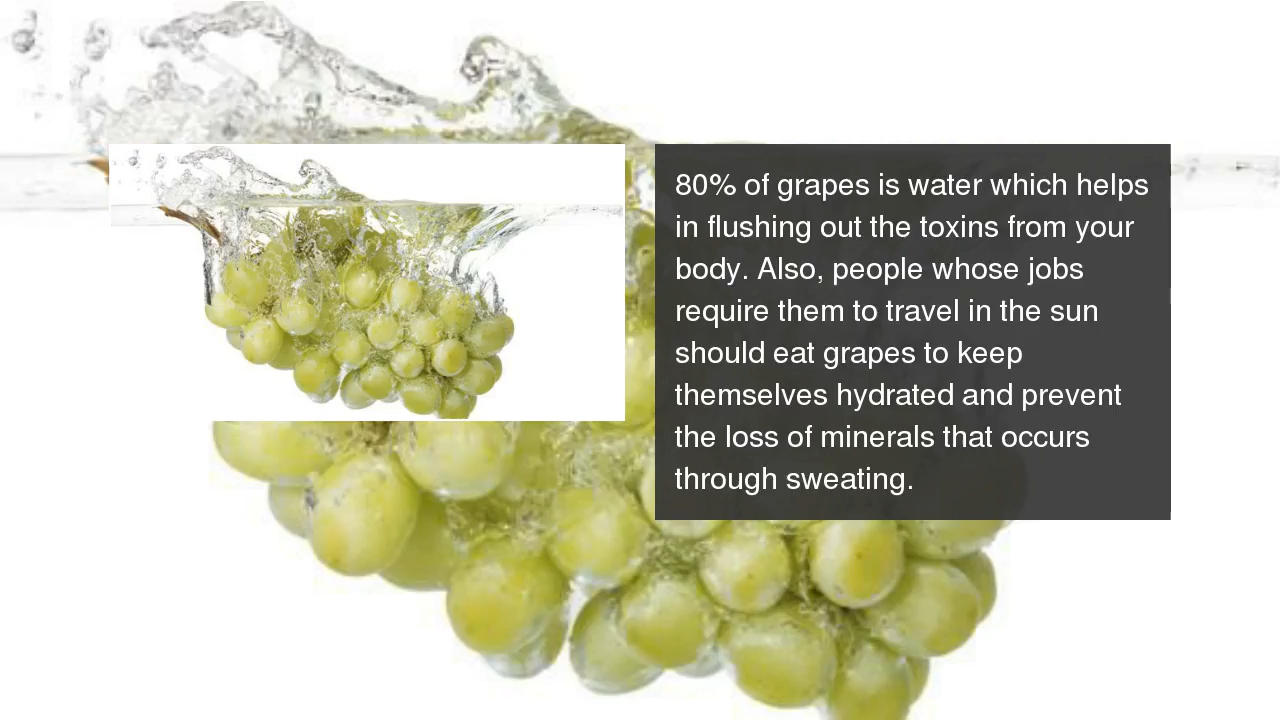 80% of grapes is water which helps
in flushing out the toxins from your
body. Also, people whose jobs
require them to travel in the sun
should eat grapes to keep
themselves hydrated and prevent
the loss of minerals that occurs
through sweating.